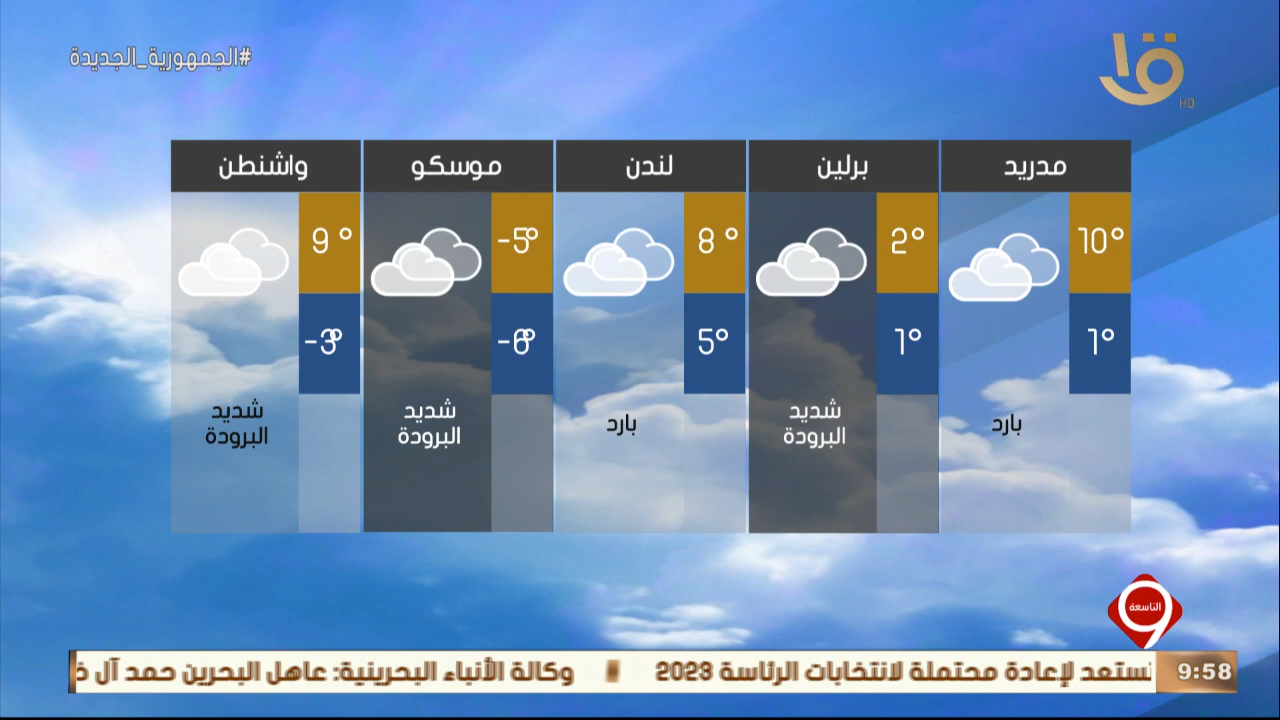 #الجمهورية_الجديدة
HD
مدريد
10°
1°
بارد
برلين
2°
1°
شديد
البرودة
لندن
8°
5°
بارد
موسكو
-5°
-6°
شديد
البرودة
واشنطن
9°
-3°
شديد
البرودة
9
التاسعة
9:58
تستعد لإعادة محتملة لانتخابات الرئاسة 2023 وكالة الأنباء البحرينية: عاهل البحرين حمد آل